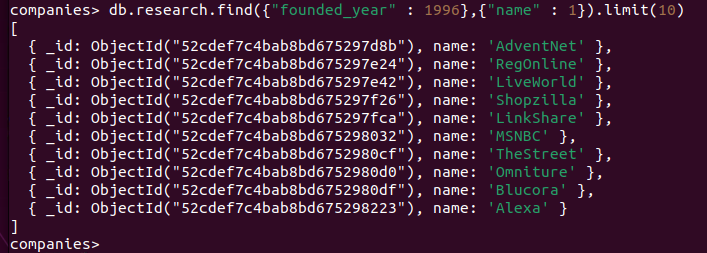 companies> db.research.find({"founded_year" : 1996},{"name" : 1}).limit(10)
[
  { _id: ObjectId("52cdef7c4bab8bd675297d8b"), name: 'AdventNet' },
  { _id: ObjectId("52cdef7c4bab8bd675297e24"), name: 'RegOnline' },
  { _id: ObjectId("52cdef7c4bab8bd675297e42"), name: 'LiveWorld' },
  { _id: ObjectId("52cdef7c4bab8bd675297f26"), name: 'Shopzilla' },
  { _id: ObjectId("52cdef7c4bab8bd675297fca"), name: 'LinkShare' },
  { _id: ObjectId("52cdef7c4bab8bd675298032"), name: 'MSNBC' },
  { _id: ObjectId("52cdef7c4bab8bd6752980cf"), name: 'TheStreet' },
  { _id: ObjectId("52cdef7c4bab8bd6752980d0"), name: 'Omniture' },
  { _id: ObjectId("52cdef7c4bab8bd6752980df"), name: 'Blucora' },
  { _id: ObjectId("52cdef7c4bab8bd675298223"), name: 'Alexa' }
]
companies>